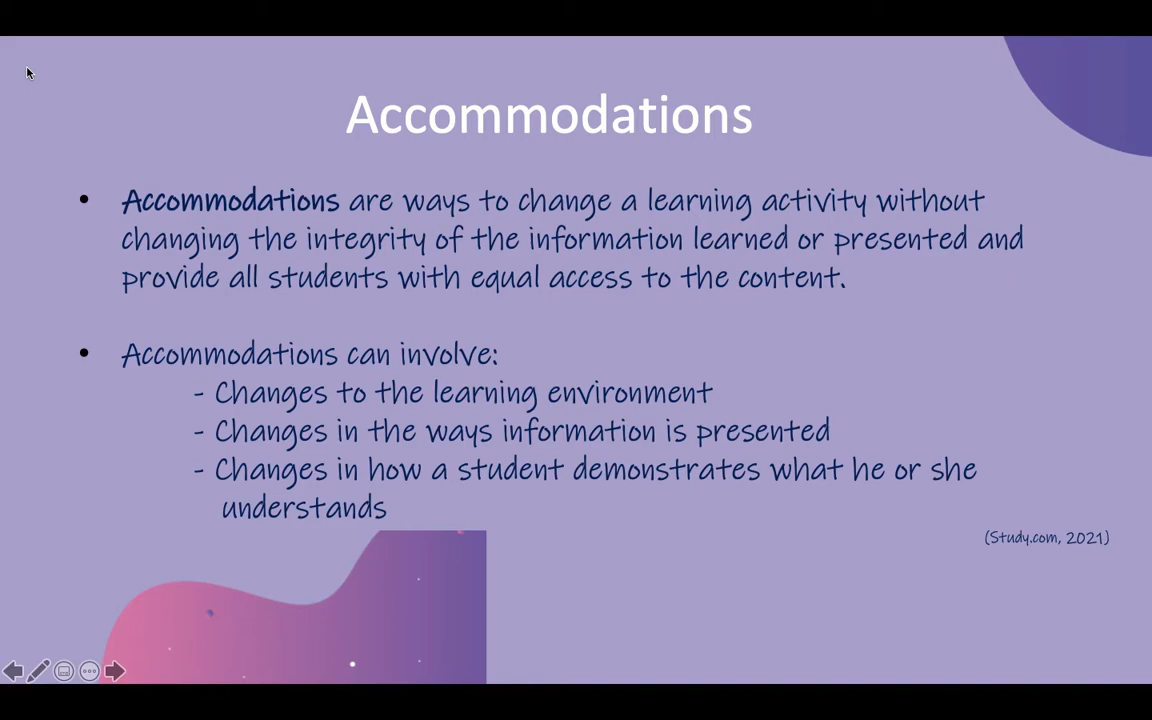 Accommodations
• Accommodations are ways to change a learning activity without
changing the integrity of the information learned or presented and
provide all students with equal access to the content.
• Accommodations can involve:
- Changes to the learning environment
- Changes in the ways information is presented
- Changes in how a student demonstrates what he or she
understands
(Study.com, 2021)